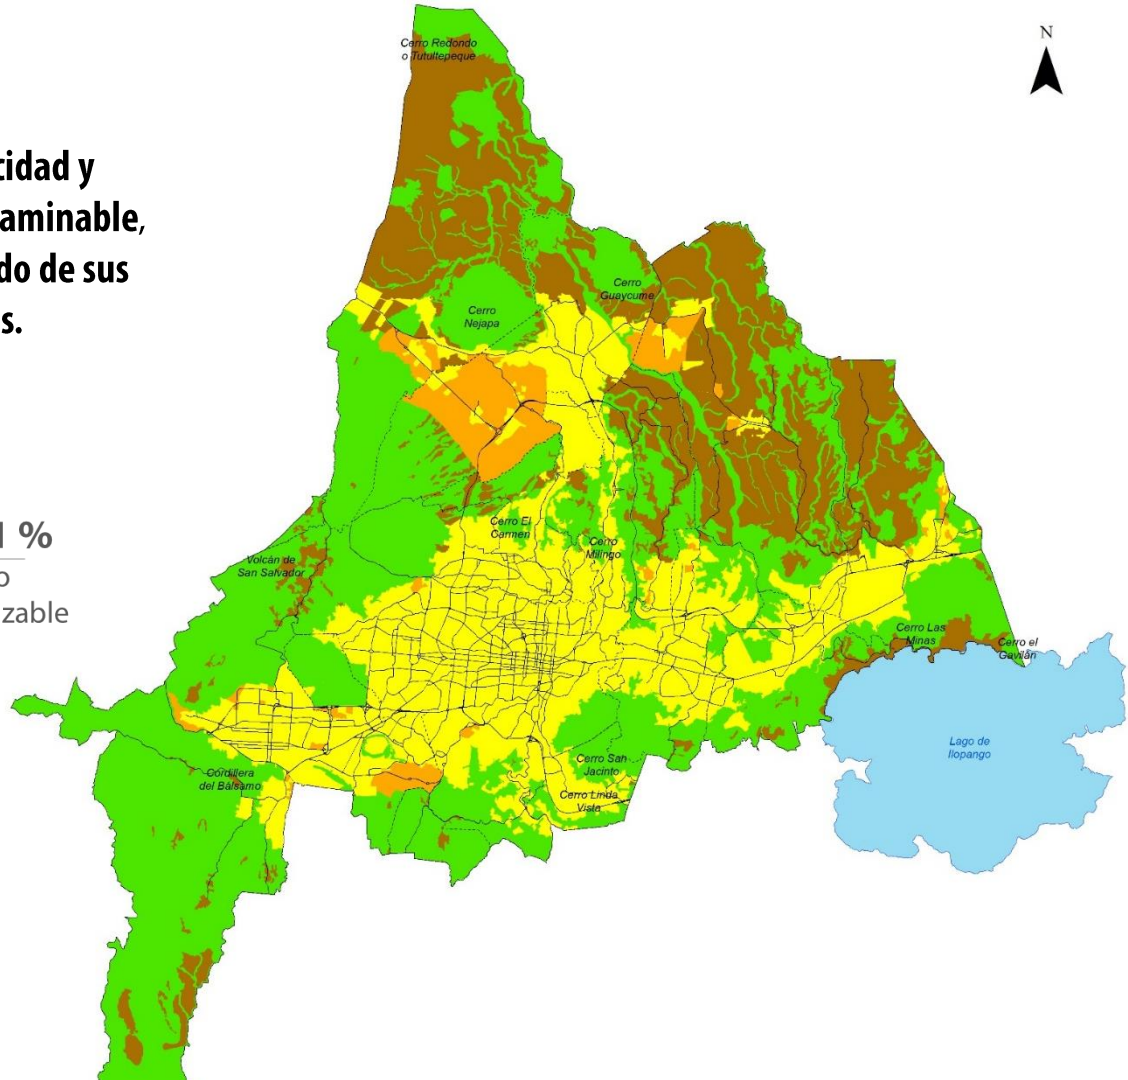 N
Cerro Redondo
o Tutultepeque
cidad y
aminable,
do de sus
s.
Cerro
Guaycume
Cerro
Nejapa
Cerro El
Carmen
1 %
Cerro
Milingo
Volcán de
San Salvador
o
zable
Cerro Las
Minas
Cerro el
Gavilán
Lago de
Ilopango
Cerro San
Jacinto
Cordillera
del Bálsamo
Cerro Linda
Vista